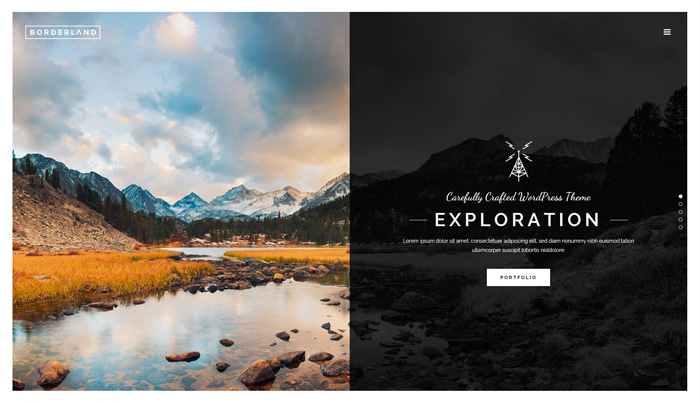 BORDERLAND
Carefully Crafted WordPress Theme
EXPLORATION
Lorem ipsum dolor sit amet, consectetuer adipiscing elit, sed diam nonummy nibh euismod tation
ullamcorper suscipit lobortis nisldolore
PORTFOLIO